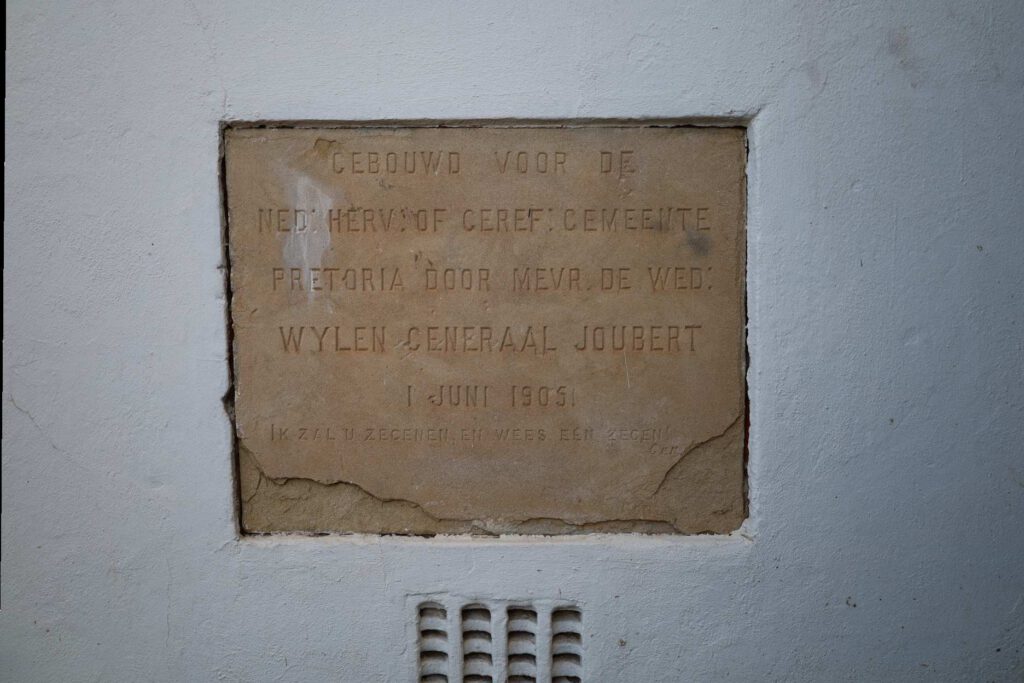 GEBOUWD VOOR DE
NED: HERV: OF GEREF: GEMEENTE
PRETORIA DOOR MEVR. DE WED:
WYLEN GENERAAL JOUBERT
1 JUNI 1905.
IK ZAL U ZEGENEN, EN WEES EEN ZEGEN!